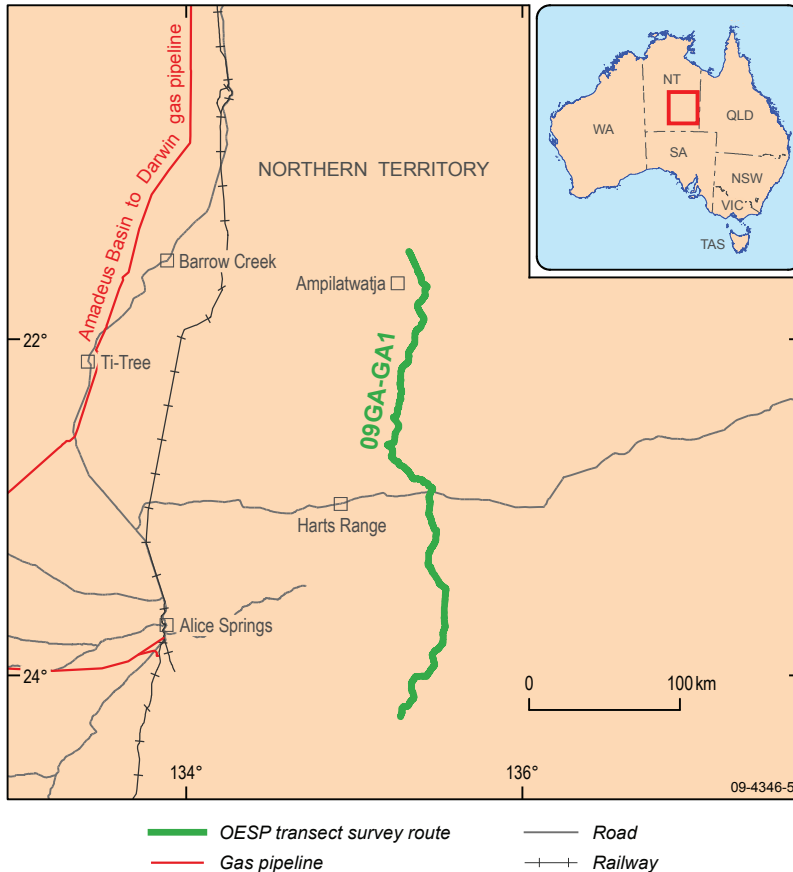 Amadeus Basin to Darwin gas pipeline
NORTHERN TERRITORY
Barrow Creek
Ampilatwatja
Ti-Tree
09GA-GA1
Harts Range
Alice Springs
22°
24°
134°
136°
0 100 km
09-4346-5
WA
NT
QLD
SA
NSW
VIC
TAS
OESP transect survey route
Road
Gas pipeline
Railway